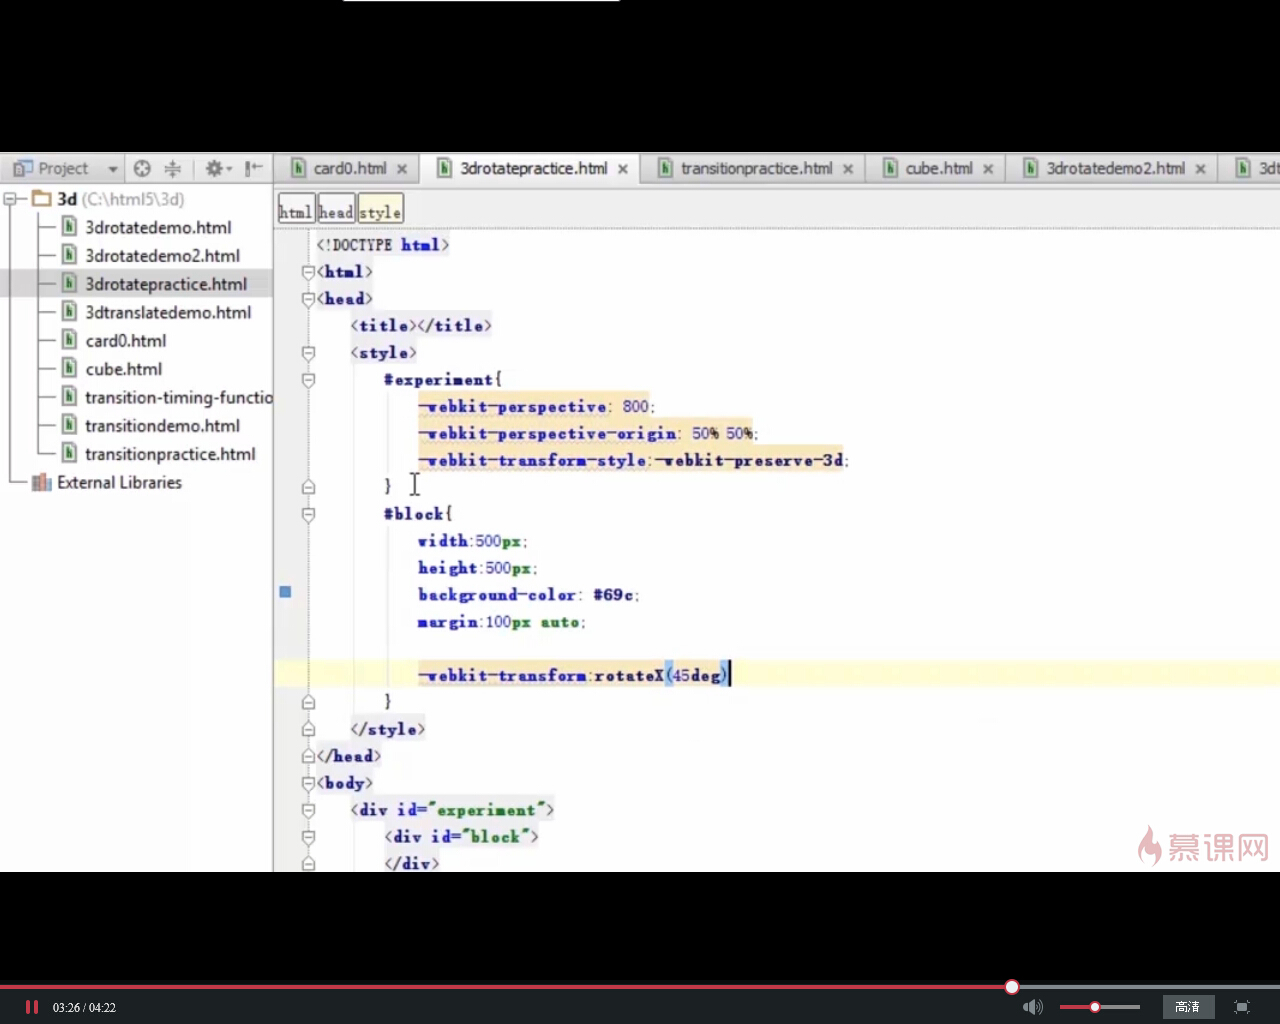 Project
card0.html
3drotatepractice.html
transitionpractice.html
cube.html
3drotatedemo2.html
3dt
3d (C:\html5\3d)
3drotatedemo.html
3drotatedemo2.html
3drotatepractice.html
3dtranslatedemo.html
card0.html
cube.html
transition-timing-functio
transitiondemo.html
transitionpractice.html
External Libraries
html head style
<!DOCTYPE html>
<html>
<head>
<title></title>
<style>
#experiment{
-webkit-perspective: 800;
-webkit-perspective-origin: 50% 50%;
-webkit-transform-style:-webkit-preserve-3d;
}
#block{
width:500px;
height:500px;
background-color: #69c;
margin:100px auto;
-webkit-transform:rotateX(45deg)
}
</style>
</head>
<body>
<div id="experiment">
<div id="block">
</div>
慕课网
03:26 / 04:22
高清